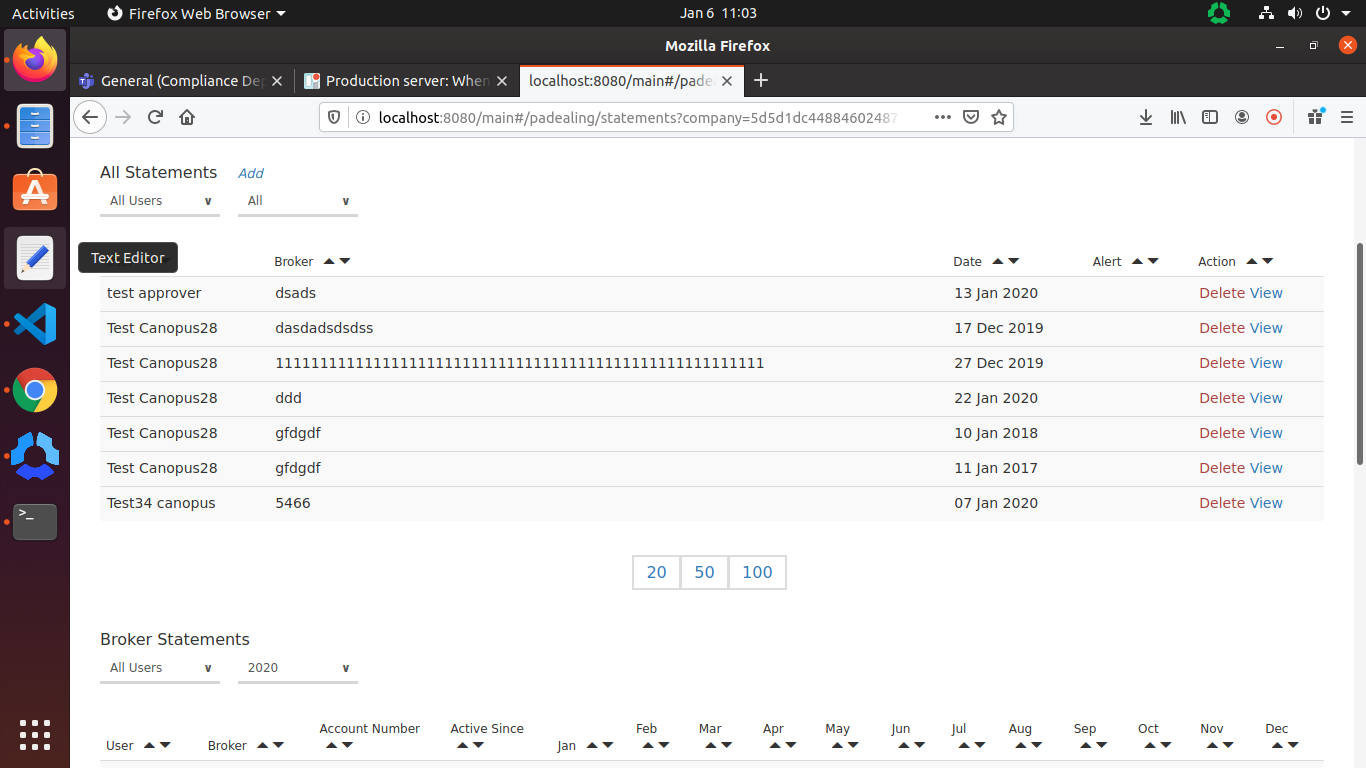 Activities Firefox Web Browser Jan 6 11:03
Mozilla Firefox
General (Compliance De Production server: When localhost:8080/main#/pade
localhost:8080/main#/padealing/statements?company=5d5d1dc44884602487
All Statements Add
All Users All
Text Editor
Broker Date Alert Action
test approver dsads 13 Jan 2020 Delete View
Test Canopus28 dasdadsdsdss 17 Dec 2019 Delete View
Test Canopus28 27 Dec 2019 Delete View
Test Canopus28 ddd 22 Jan 2020 Delete View
Test Canopus28 gfdgdf 10 Jan 2018 Delete View
Test Canopus28 gfdgdf 11 Jan 2017 Delete View
Test34 canopus 5466 07 Jan 2020 Delete View
20 50 100
Broker Statements
All Users 2020
User Broker Account Number Active Since Jan Feb Mar Apr May Jun Jul Aug Sep Oct Nov Dec